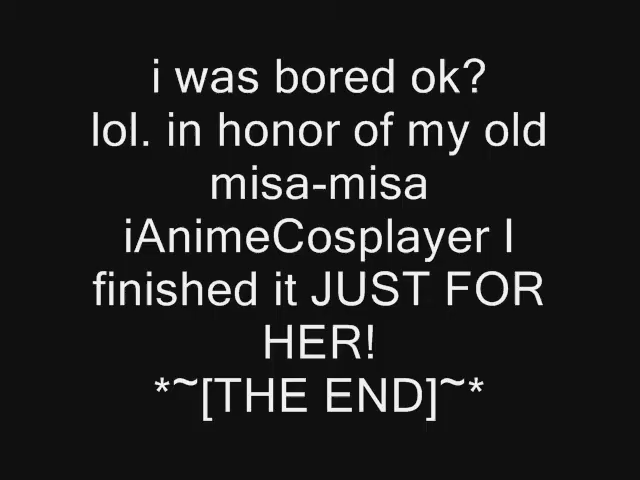 i was bored ok?
lol. in honor of my old
misa-misa
iAnimeCosplayer I
finished it JUST FOR
HER!
*~[THE END]~*